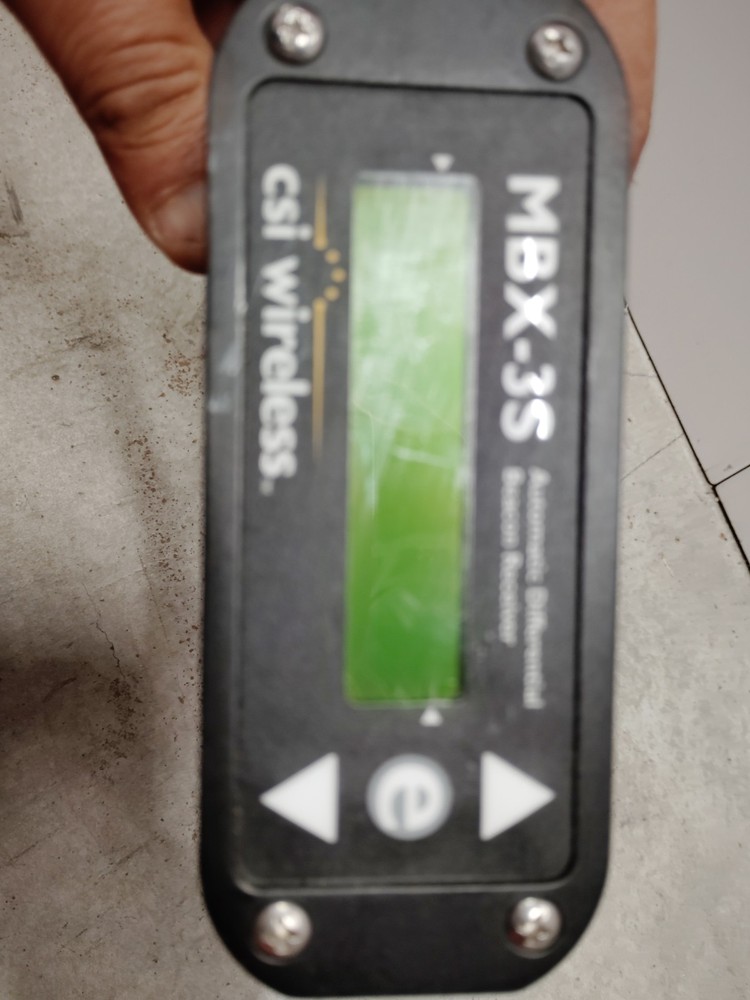 MBX-3S
Automatic Differential
Beacon Receiver
csi wireless.
e